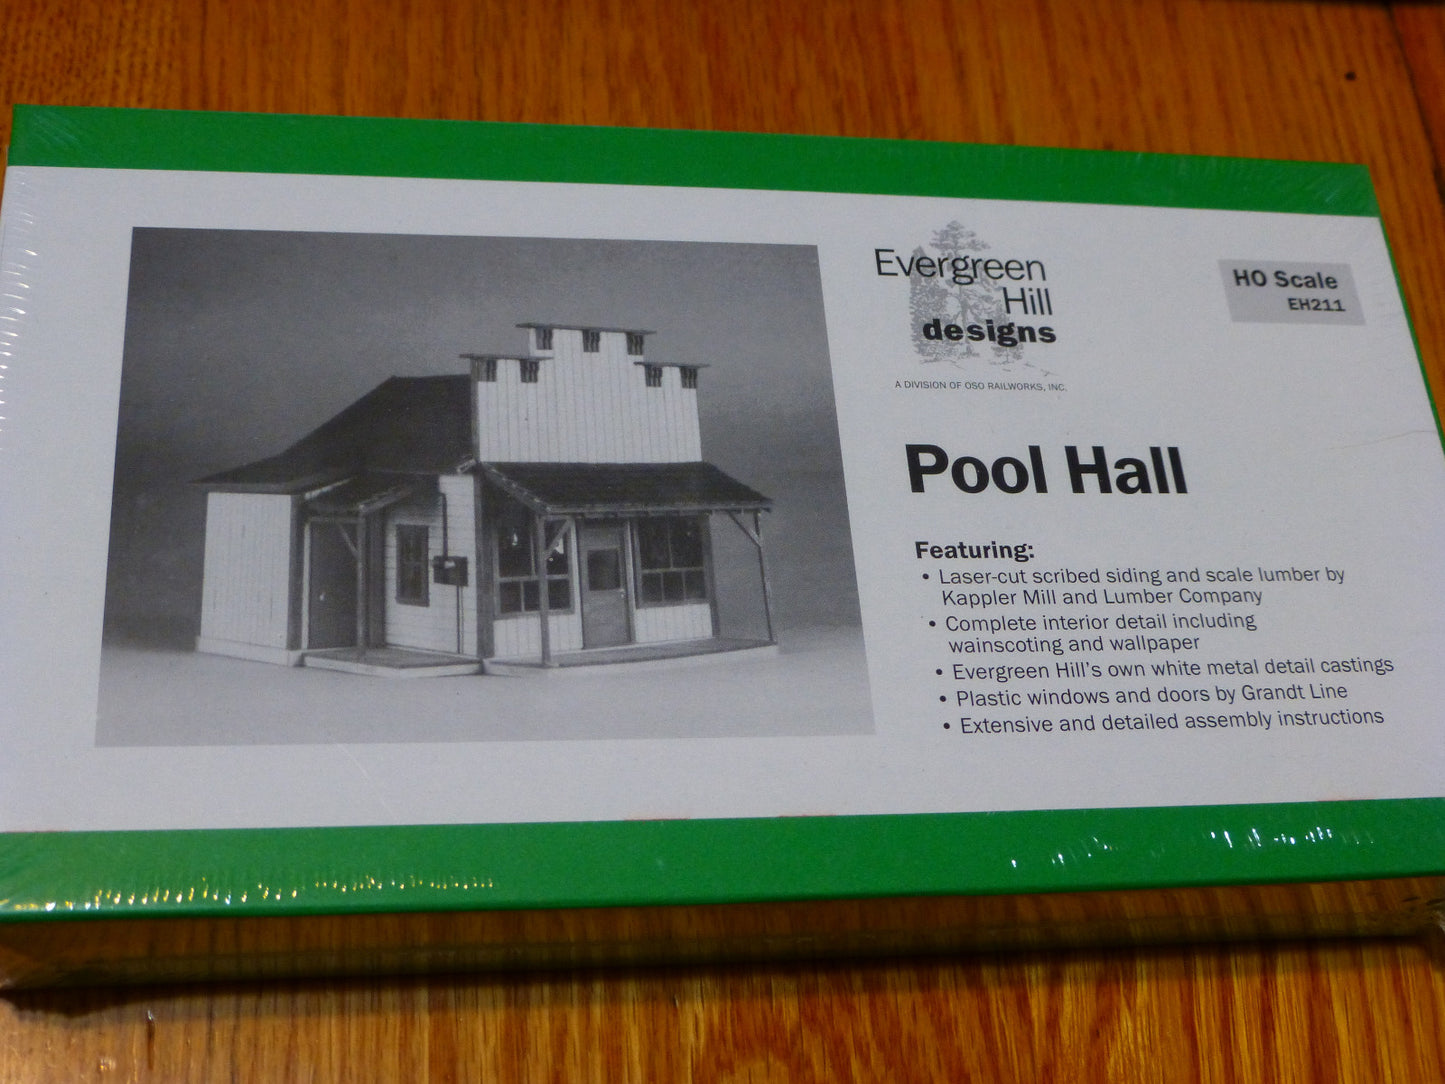 Evergreen
Hill
designs
A DIVISION OF OSO RAILWORKS, INC.
HO Scale
EH211
Pool Hall
Featuring:
• Laser-cut scribed siding and scale lumber by
Kappler Mill and Lumber Company
• Complete interior detail including
wainscoting and wallpaper
• Evergreen Hill's own white metal detail castings
• Plastic windows and doors by Grandt Line
• Extensive and detailed assembly instructions